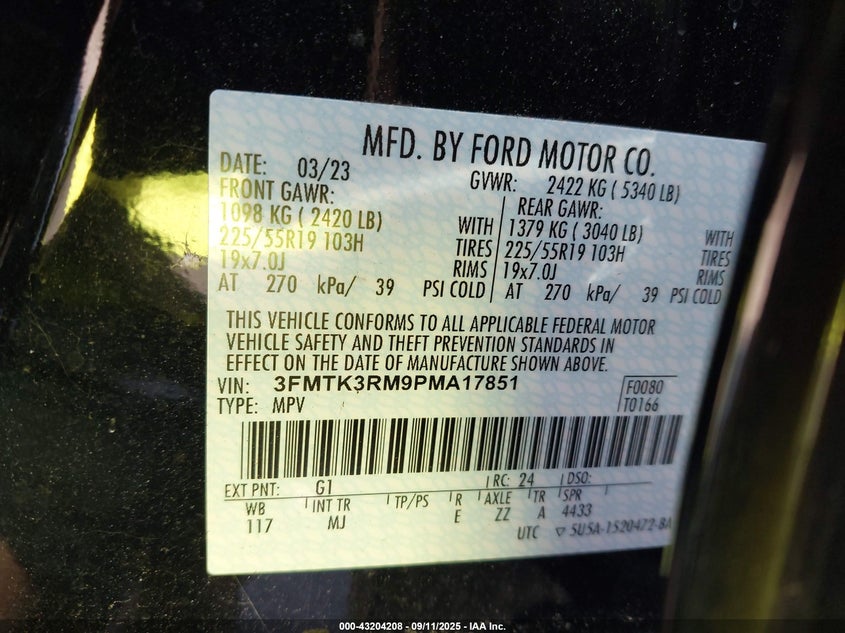 MFD. BY FORD MOTOR CO.
DATE: 03/23 GVWR: 2422 KG ( 5340 LB)
FRONT GAWR: REAR GAWR:
1098 KG ( 2420 LB) WITH 1379 KG ( 3040 LB) WITH
225/55R19 103H TIRES 225/55R19 103H TIRES
19x7.0J RIMS 19x7.0J RIMS
AT 270 kPa/ 39 PSI COLD AT 270 kPa/ 39 PSI COLD
THIS VEHICLE CONFORMS TO ALL APPLICABLE FEDERAL MOTOR
VEHICLE SAFETY AND THEFT PREVENTION STANDARDS IN
EFFECT ON THE DATE OF MANUFACTURE SHOWN ABOVE.
VIN: 3FMTK3RM9PMA17851 F0080
TYPE: MPV T0166
EXT PNT: G1 RC: 24 DSO:
WB INT TR TP/PS R AXLE TR SPR
117 MJ E ZZ A 4433
UTC 5U5A-1520472-BA
000-43204208 - 09/11/2025 - IAA Inc.